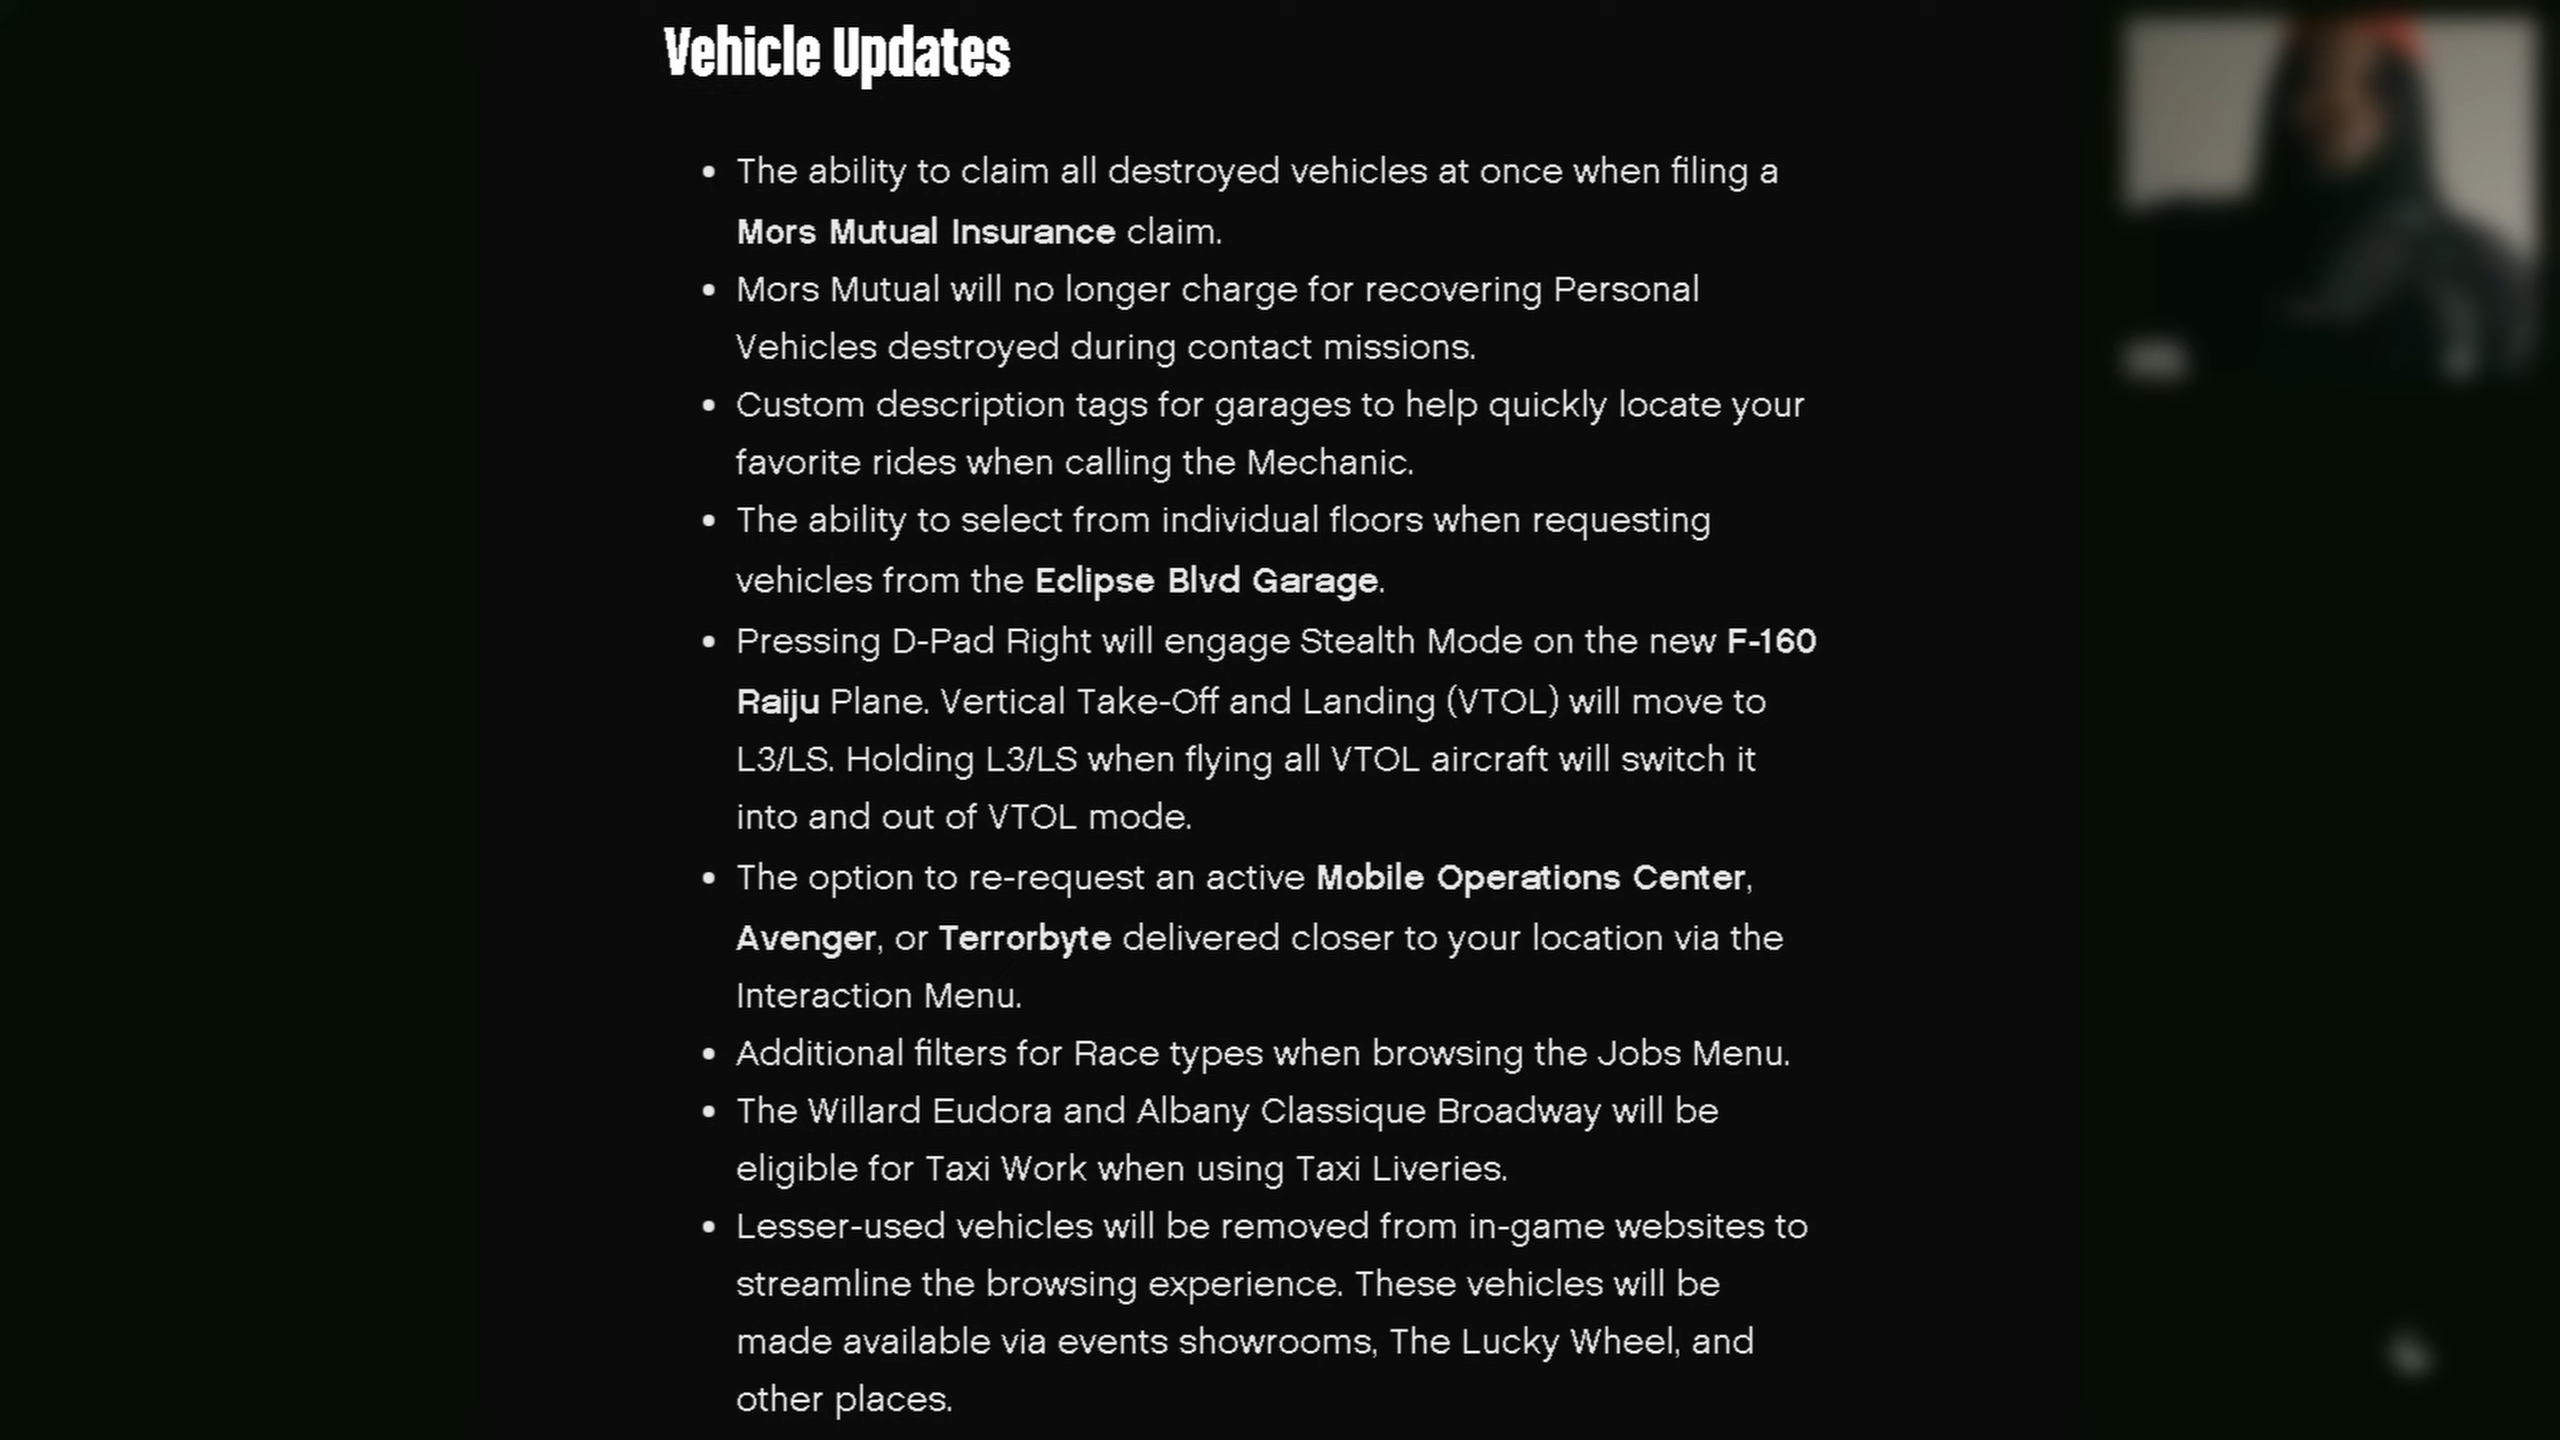 Vehicle Updates
• The ability to claim all destroyed vehicles at once when filing a
Mors Mutual Insurance claim.
• Mors Mutual will no longer charge for recovering Personal
Vehicles destroyed during contact missions.
• Custom description tags for garages to help quickly locate your
favorite rides when calling the Mechanic.
• The ability to select from individual floors when requesting
vehicles from the Eclipse Blvd Garage.
• Pressing D-Pad Right will engage Stealth Mode on the new F-160
Raiju Plane. Vertical Take-Off and Landing (VTOL) will move to
L3/LS. Holding L3/LS when flying all VTOL aircraft will switch it
into and out of VTOL mode.
• The option to re-request an active Mobile Operations Center,
Avenger, or Terrorbyte delivered closer to your location via the
Interaction Menu.
• Additional filters for Race types when browsing the Jobs Menu.
• The Willard Eudora and Albany Classique Broadway will be
eligible for Taxi Work when using Taxi Liveries.
• Lesser-used vehicles will be removed from in-game websites to
streamline the browsing experience. These vehicles will be
made available via events showrooms, The Lucky Wheel, and
other places.